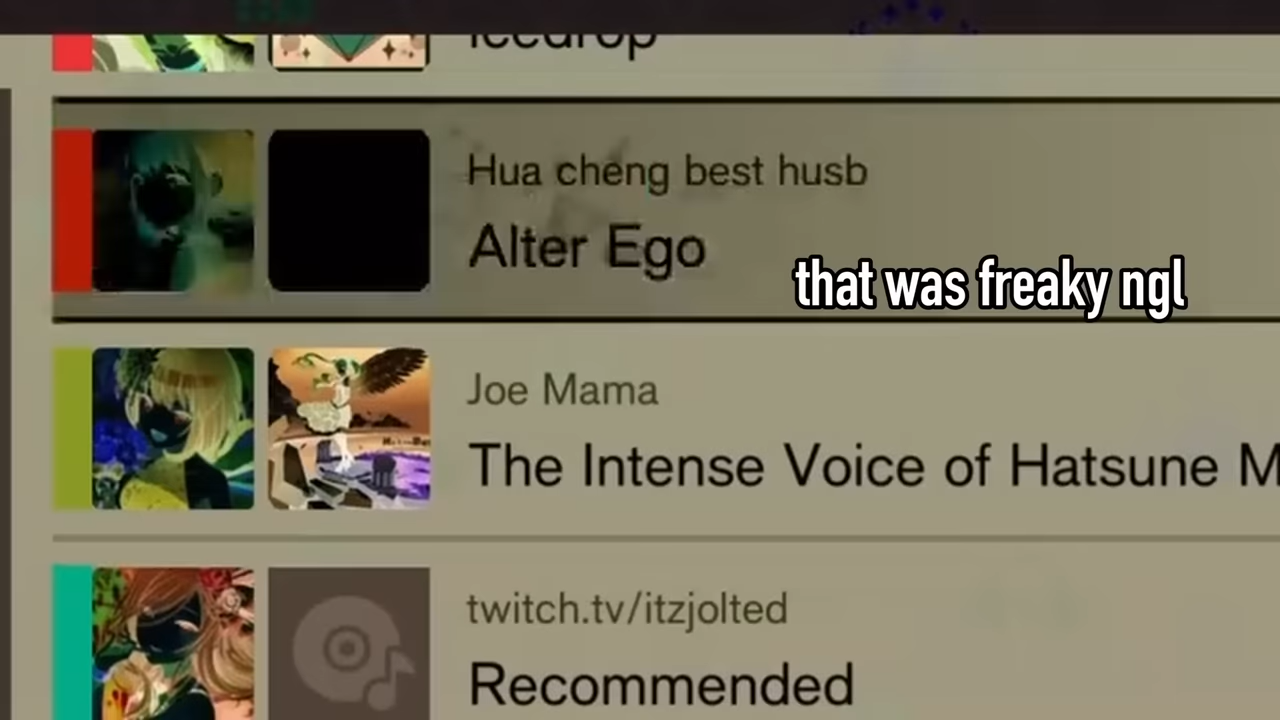 Icedrop
Hua cheng best husb
Alter Ego
that was freaky ngl
Joe Mama
The Intense Voice of Hatsune M
twitch.tv/itzjolted
Recommended